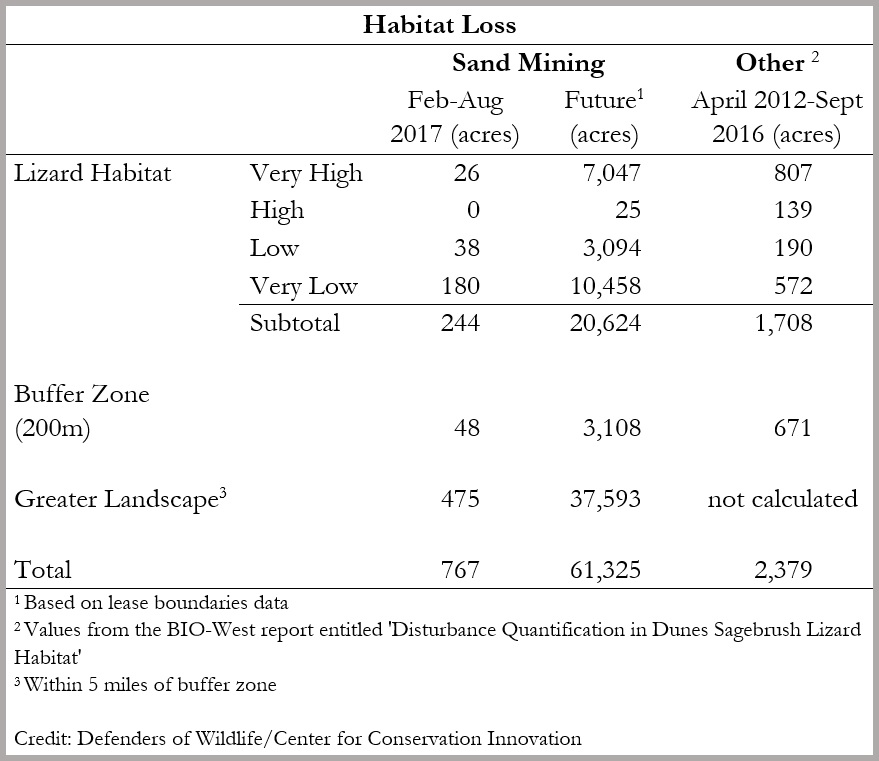 Habitat Loss
Sand Mining Other ²
Feb-Aug Future¹ April 2012-Sept
2017 (acres) (acres) 2016 (acres)
Lizard Habitat Very High 26 7,047 807
High 0 25 139
Low 38 3,094 190
Very Low 180 10,458 572
Subtotal 244 20,624 1,708
Buffer Zone
(200m) 48 3,108 671
Greater Landscape³ 475 37,593 not calculated
Total 767 61,325 2,379
¹ Based on lease boundaries data
² Values from the BIO-West report entitled 'Disturbance Quantification in Dunes Sagebrush Lizard
Habitat'
³ Within 5 miles of buffer zone
Credit: Defenders of Wildlife/Center for Conservation Innovation